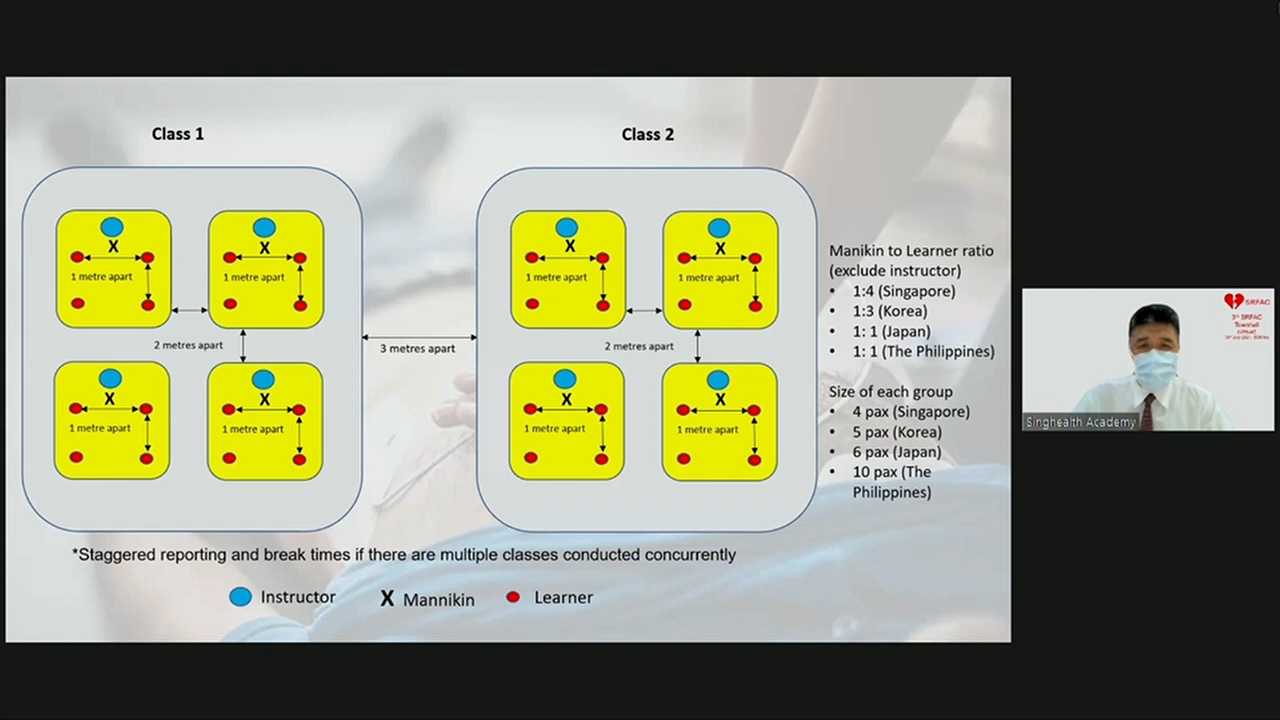 Class 1
Class 2
X
X
1 metre apart
1 metre apart
2 metres apart
X
X
1 metre apart
1 metre apart
3 metres apart
X
X
1 metre apart
1 metre apart
2 metres apart
X
X
1 metre apart
1 metre apart
Manikin to Learner ratio
(exclude instructor)
• 1:4 (Singapore)
• 1:3 (Korea)
• 1: 1 (Japan)
• 1: 1 (The Philippines)
Size of each group
• 4 pax (Singapore)
• 5 pax (Korea)
• 6 pax (Japan)
• 10 pax (The
Philippines)
*Staggered reporting and break times if there are multiple classes conducted concurrently
Instructor
X Mannikin
Learner
SRFAC
3rd SRFAC
Singhealth Academy